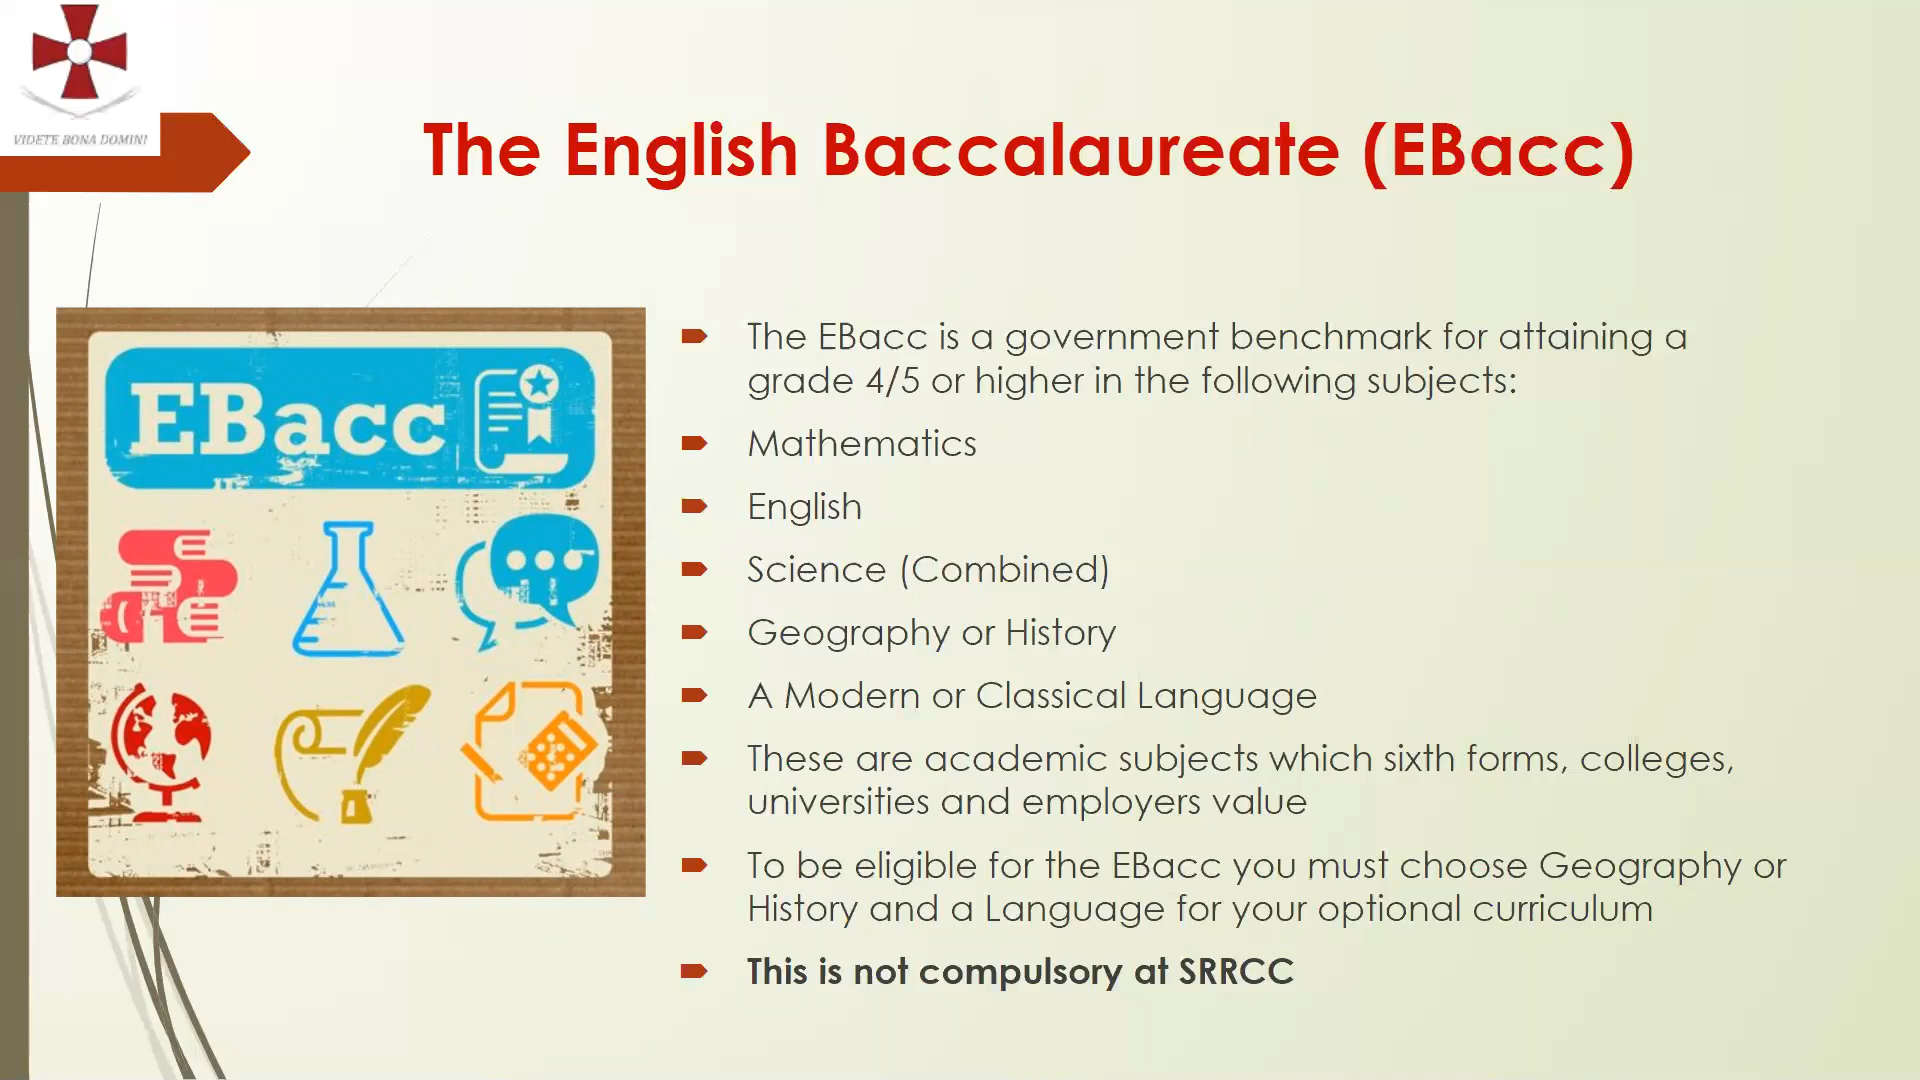 VIDETE BONA DOMINI
The English Baccalaureate (EBacc)
EBacc
The EBacc is a government benchmark for attaining a
grade 4/5 or higher in the following subjects:
Mathematics
English
Science (Combined)
Geography or History
A Modern or Classical Language
These are academic subjects which sixth forms, colleges,
universities and employers value
To be eligible for the EBacc you must choose Geography or
History and a Language for your optional curriculum
This is not compulsory at SRRCC